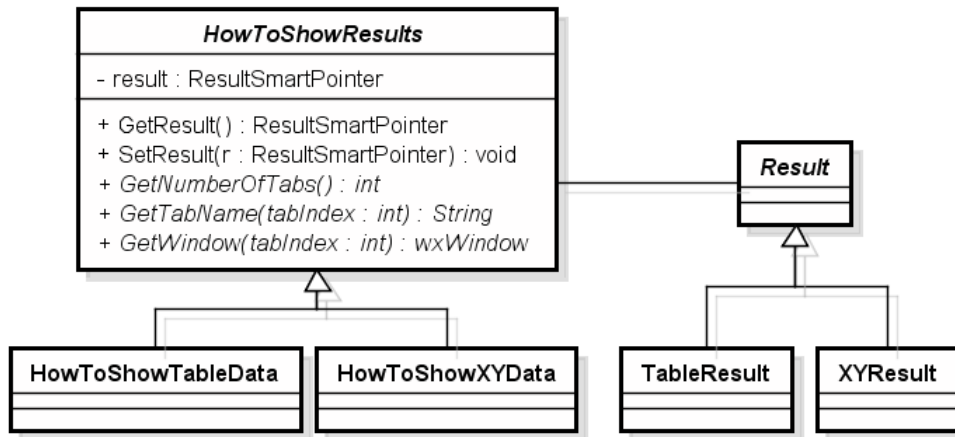 HowToShowResults
- result : ResultSmartPointer
+ GetResult() : ResultSmartPointer
+ SetResult(r : ResultSmartPointer) : void
+ GetNumberOfTabs() : int
+ GetTabName(tabIndex : int) : String
+ GetWindow(tabIndex : int) : wxWindow
Result
HowToShowTableData
HowToShowXYData
TableResult
XYResult